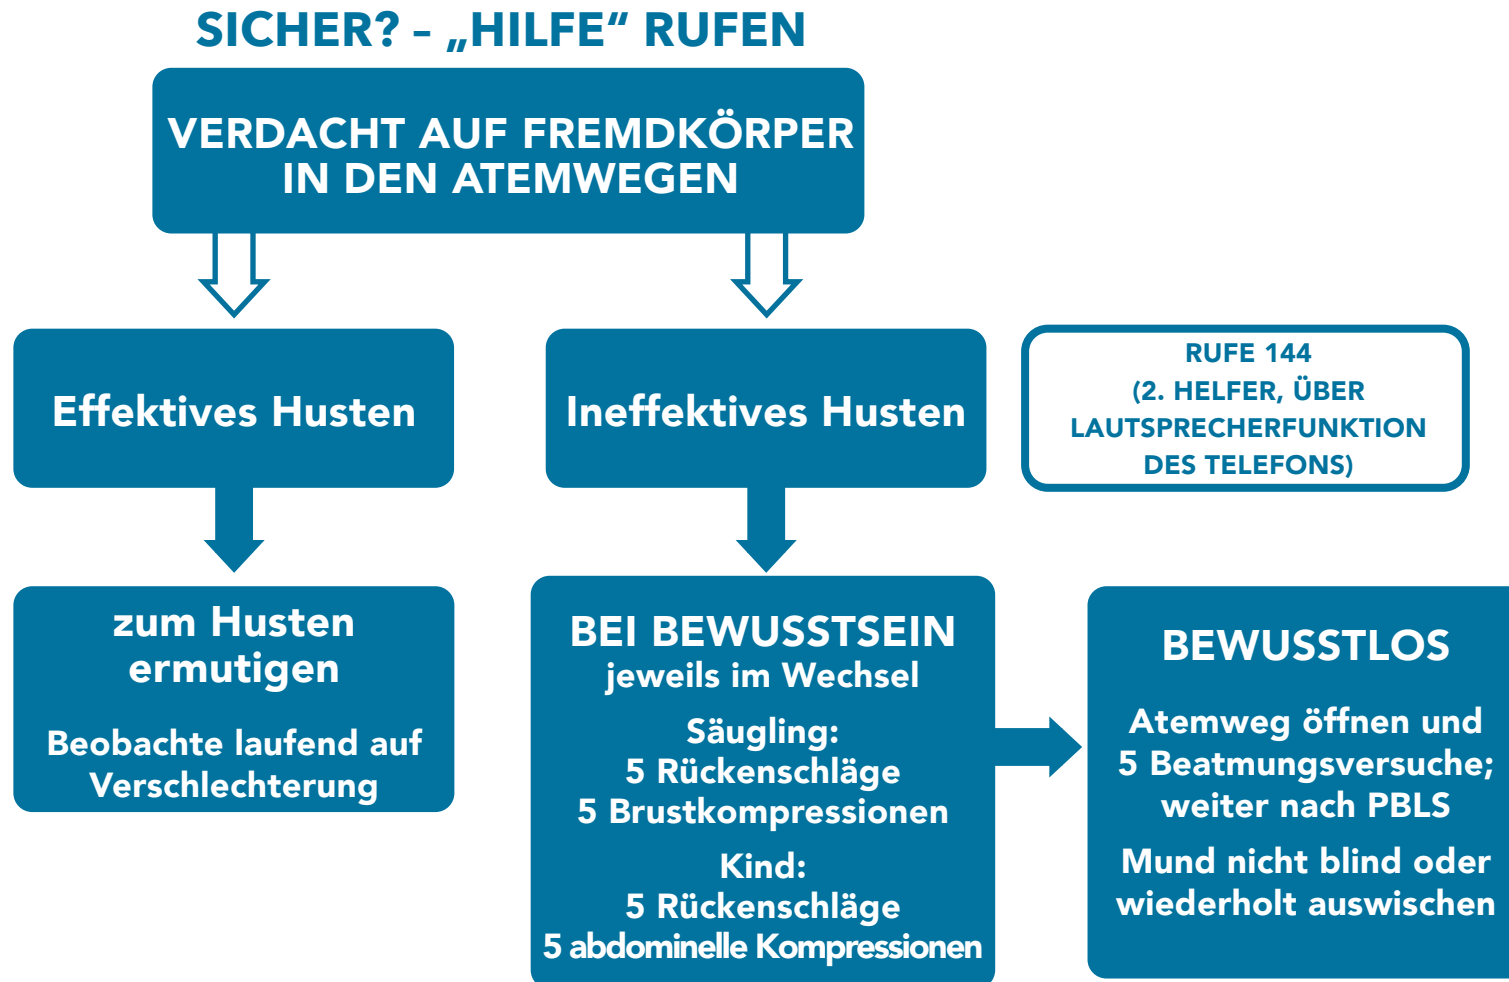 SICHER? – „HILFE“ RUFEN
VERDACHT AUF FREMDKÖRPER
IN DEN ATEMWEGEN
Effektives Husten
Ineffektives Husten
RUFE 144
(2. HELFER, ÜBER
LAUTSPRECHERFUNKTION
DES TELEFONS)
zum Husten
ermutigen
Beobachte laufend auf
Verschlechterung
BEI BEWUSSTSEIN
jeweils im Wechsel
Säugling:
5 Rückenschläge
5 Brustkompressionen
Kind:
5 Rückenschläge
5 abdominelle Kompressionen
BEWUSSTLOS
Atemweg öffnen und
5 Beatmungsversuche;
weiter nach PBLS
Mund nicht blind oder
wiederholt auswischen